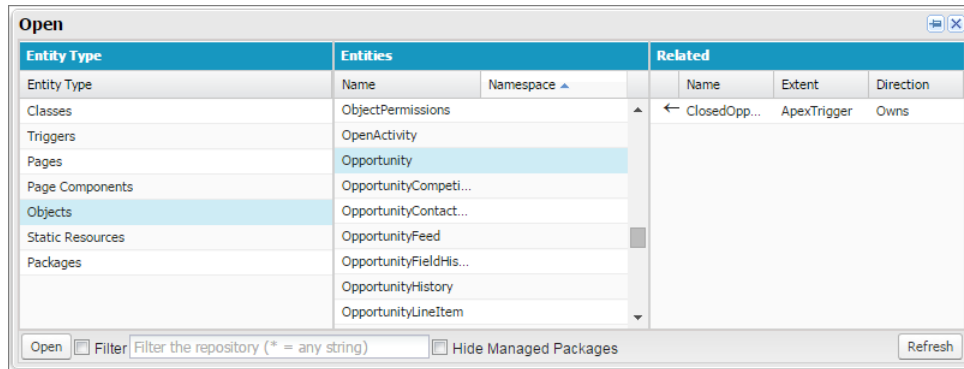 Open
Entity Type Entities Related
Entity Type Name Namespace Name Extent Direction
Classes ObjectPermissions ClosedOpp... ApexTrigger Owns
Triggers OpenActivity
Pages Opportunity
Page Components OpportunityCompeti...
Objects OpportunityContact...
Static Resources OpportunityFeed
Packages OpportunityFieldHis...
OpportunityHistory
OpportunityLineItem
Open Filter Filter the repository (* = any string) Hide Managed Packages Refresh